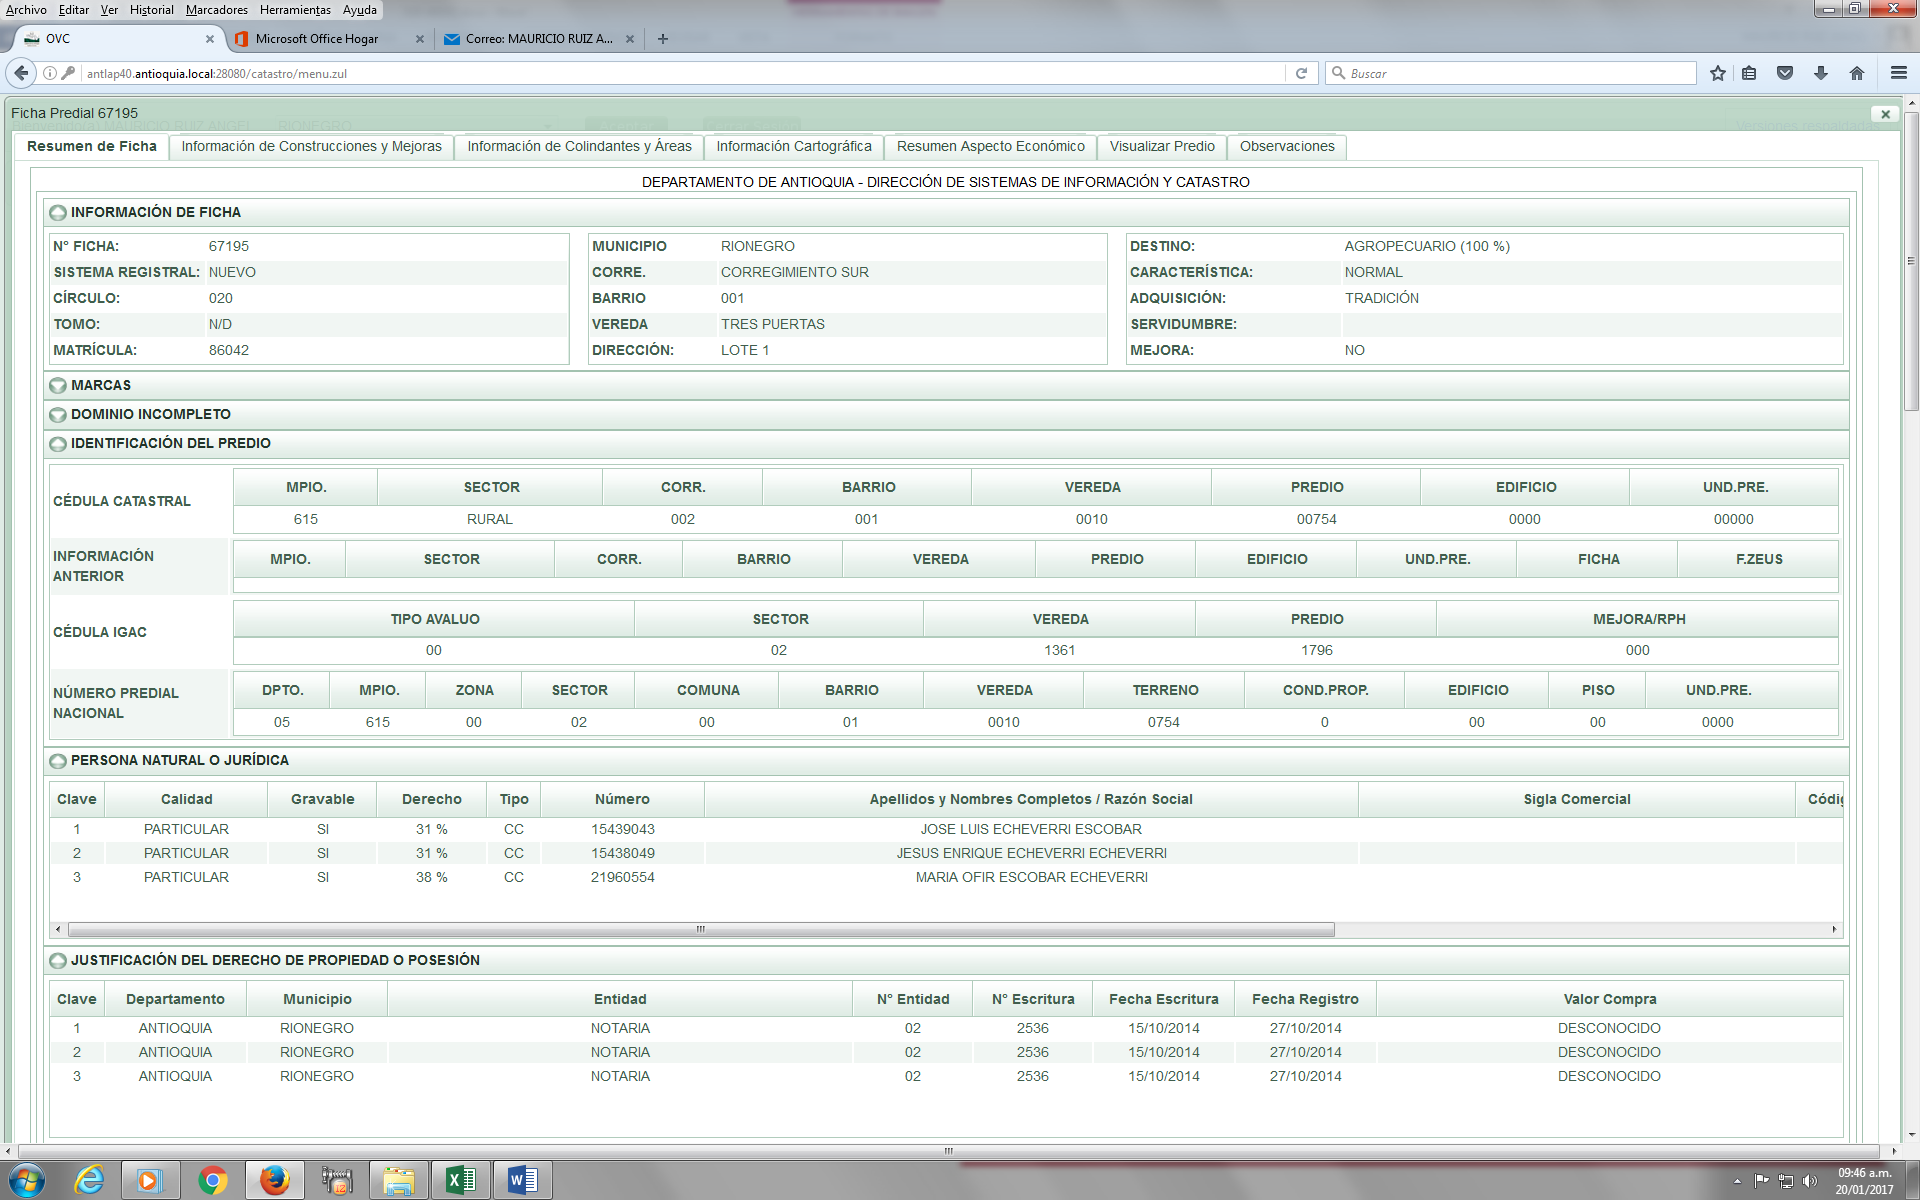 Archivo Editar Ver Historial Marcadores Herramientas Ayuda
OVC Microsoft Office Hogar Correo: MAURICIO RUIZ A...
antlap40.antioquia.local:28080/catastro/menu.zul Buscar
Ficha Predial 67195
Resumen de Ficha Información de Construcciones y Mejoras Información de Colindantes y Áreas Información Cartográfica Resumen Aspecto Económico Visualizar Predio Observaciones
DEPARTAMENTO DE ANTIOQUIA - DIRECCIÓN DE SISTEMAS DE INFORMACIÓN Y CATASTRO
INFORMACIÓN DE FICHA
N° FICHA: 67195 MUNICIPIO RIONEGRO DESTINO: AGROPECUARIO (100 %)
SISTEMA REGISTRAL: NUEVO CORRE. CORREGIMIENTO SUR CARACTERÍSTICA: NORMAL
CÍRCULO: 020 BARRIO 001 ADQUISICIÓN: TRADICIÓN
TOMO: N/D VEREDA TRES PUERTAS SERVIDUMBRE:
MATRÍCULA: 86042 DIRECCIÓN: LOTE 1 MEJORA: NO
MARCAS
DOMINIO INCOMPLETO
IDENTIFICACIÓN DEL PREDIO
CÉDULA CATASTRAL
MPIO. SECTOR CORR. BARRIO VEREDA PREDIO EDIFICIO UND.PRE.
615 RURAL 002 001 0010 00754 0000 00000
INFORMACIÓN
ANTERIOR
MPIO. SECTOR CORR. BARRIO VEREDA PREDIO EDIFICIO UND.PRE. FICHA F.ZEUS
CÉDULA IGAC
TIPO AVALUO SECTOR VEREDA PREDIO MEJORA/RPH
00 02 1361 1796 000
NÚMERO PREDIAL
NACIONAL
DPTO. MPIO. ZONA SECTOR COMUNA BARRIO VEREDA TERRENO COND.PROP. EDIFICIO PISO UND.PRE.
05 615 00 02 00 01 0010 0754 0 00 00 0000
PERSONA NATURAL O JURÍDICA
Clave Calidad Gravable Derecho Tipo Número Apellidos y Nombres Completos / Razón Social Sigla Comercial Códig
1 PARTICULAR SI 31 % CC 15439043 JOSE LUIS ECHEVERRI ESCOBAR
2 PARTICULAR SI 31 % CC 15438049 JESUS ENRIQUE ECHEVERRI ECHEVERRI
3 PARTICULAR SI 38 % CC 21960554 MARIA OFIR ESCOBAR ECHEVERRI
JUSTIFICACIÓN DEL DERECHO DE PROPIEDAD O POSESIÓN
Clave Departamento Municipio Entidad N° Entidad N° Escritura Fecha Escritura Fecha Registro Valor Compra
1 ANTIOQUIA RIONEGRO NOTARIA 02 2536 15/10/2014 27/10/2014 DESCONOCIDO
2 ANTIOQUIA RIONEGRO NOTARIA 02 2536 15/10/2014 27/10/2014 DESCONOCIDO
3 ANTIOQUIA RIONEGRO NOTARIA 02 2536 15/10/2014 27/10/2014 DESCONOCIDO
09:46 a.m.
20/01/2017